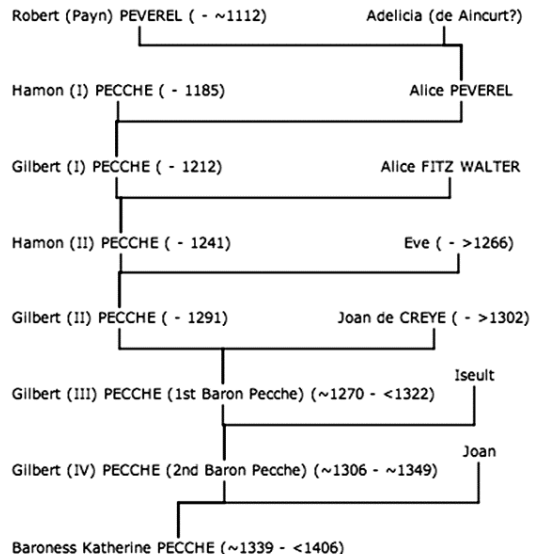 Robert (Payn) PEVEREL ( - ~1112) Adelicia (de Aincurt?)
Hamon (I) PECCHE ( - 1185) Alice PEVEREL
Gilbert (I) PECCHE ( - 1212) Alice FITZ WALTER
Hamon (II) PECCHE ( - 1241) Eve ( - >1266)
Gilbert (II) PECCHE ( - 1291) Joan de CREYE ( - >1302)
Iseult
Gilbert (III) PECCHE (1st Baron Pecche) (~1270 - <1322)
Joan
Gilbert (IV) PECCHE (2nd Baron Pecche) (~1306 - ~1349)
Baroness Katherine PECCHE (~1339 - <1406)